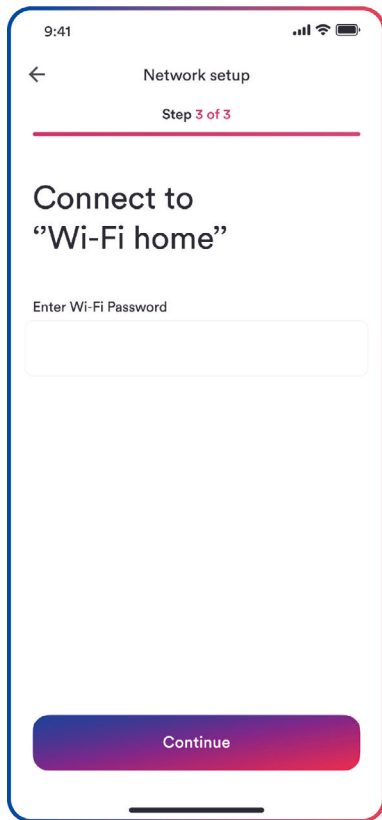 9:41
Network setup
Step 3 of 3
Connect to
‘’Wi-Fi home’’
Enter Wi-Fi Password
Continue